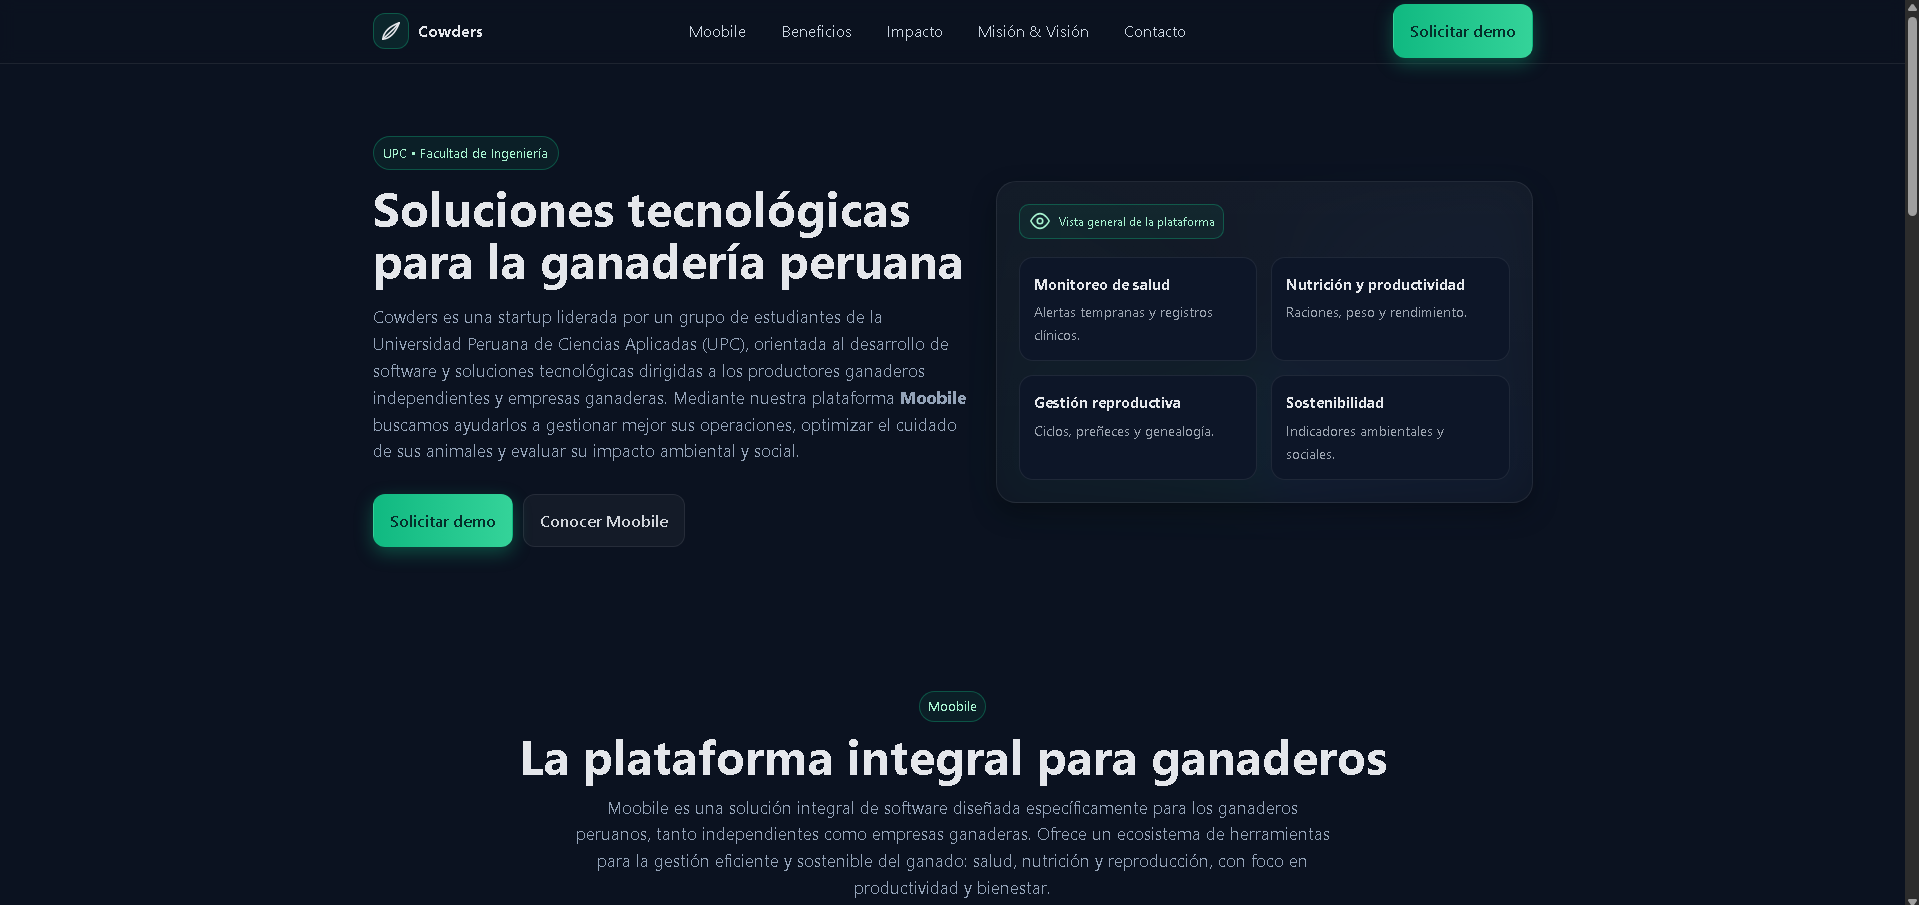 Cowders
Moobile
Beneficios
Impacto
Misión & Visión
Contacto
Solicitar demo
UPC • Facultad de Ingeniería
Soluciones tecnológicas
para la ganadería peruana
Cowders es una startup liderada por un grupo de estudiantes de la
Universidad Peruana de Ciencias Aplicadas (UPC), orientada al desarrollo de
software y soluciones tecnológicas dirigidas a los productores ganaderos
independientes y empresas ganaderas. Mediante nuestra plataforma Moobile
buscamos ayudarlos a gestionar mejor sus operaciones, optimizar el cuidado
de sus animales y evaluar su impacto ambiental y social.
Solicitar demo
Conocer Moobile
Vista general de la plataforma
Monitoreo de salud
Alertas tempranas y registros
clínicos.
Nutrición y productividad
Raciones, peso y rendimiento.
Gestión reproductiva
Ciclos, preñeces y genealogía.
Sostenibilidad
Indicadores ambientales y
sociales.
Moobile
La plataforma integral para ganaderos
Moobile es una solución integral de software diseñada específicamente para los ganaderos
peruanos, tanto independientes como empresas ganaderas. Ofrece un ecosistema de herramientas
para la gestión eficiente y sostenible del ganado: salud, nutrición y reproducción, con foco en
productividad y bienestar.